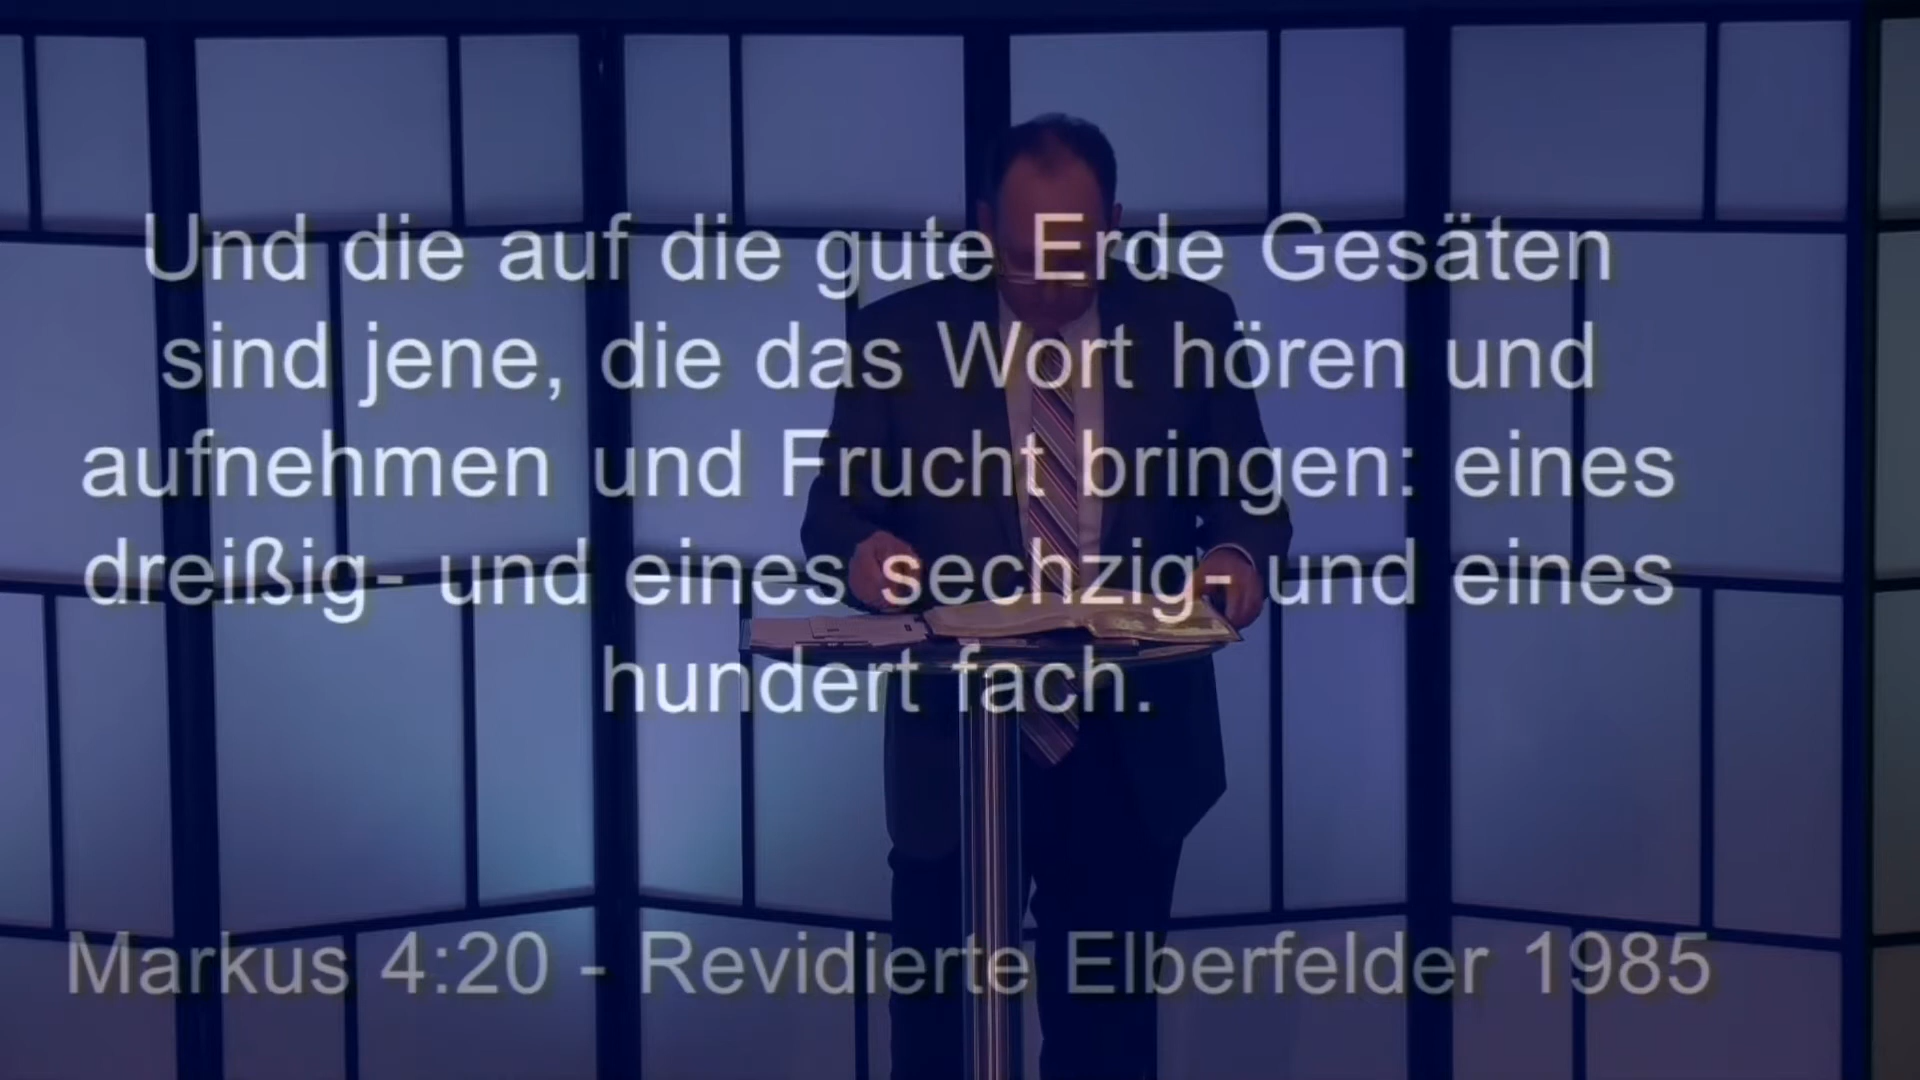 Und die auf die gute Erde Gesäten
sind jene, die das Wort hören und
aufnehmen und Frucht bringen: eines
dreißig- und eines sechzig- und eines
hundert fach.
Markus 4:20 - Revidierte Elberfelder 1985